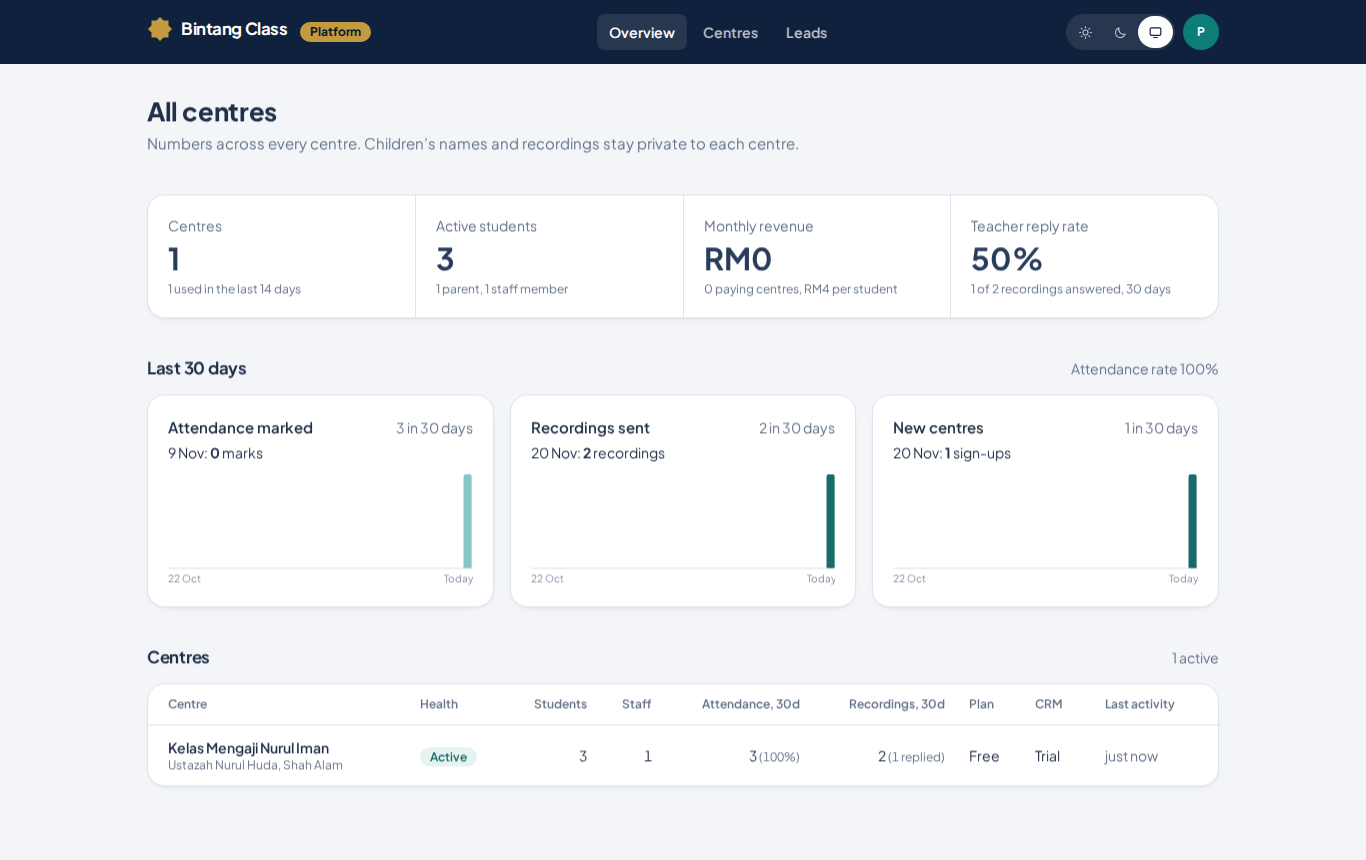 Bintang Class Platform Overview Centres Leads P
All centres
Numbers across every centre. Children's names and recordings stay private to each centre.
Centres Active students Monthly revenue Teacher reply rate
1 3 RM0 50%
1 used in the last 14 days 1 parent, 1 staff member 0 paying centres, RM4 per student 1 of 2 recordings answered, 30 days
Last 30 days Attendance rate 100%
Attendance marked 3 in 30 days Recordings sent 2 in 30 days New centres 1 in 30 days
9 Nov: 0 marks 20 Nov: 2 recordings 20 Nov: 1 sign-ups
22 Oct Today 22 Oct Today 22 Oct Today
Centres 1 active
Centre Health Students Staff Attendance, 30d Recordings, 30d Plan CRM Last activity
Kelas Mengaji Nurul Iman Active 3 1 3 (100%) 2 (1 replied) Free Trial just now
Ustazah Nurul Huda, Shah Alam